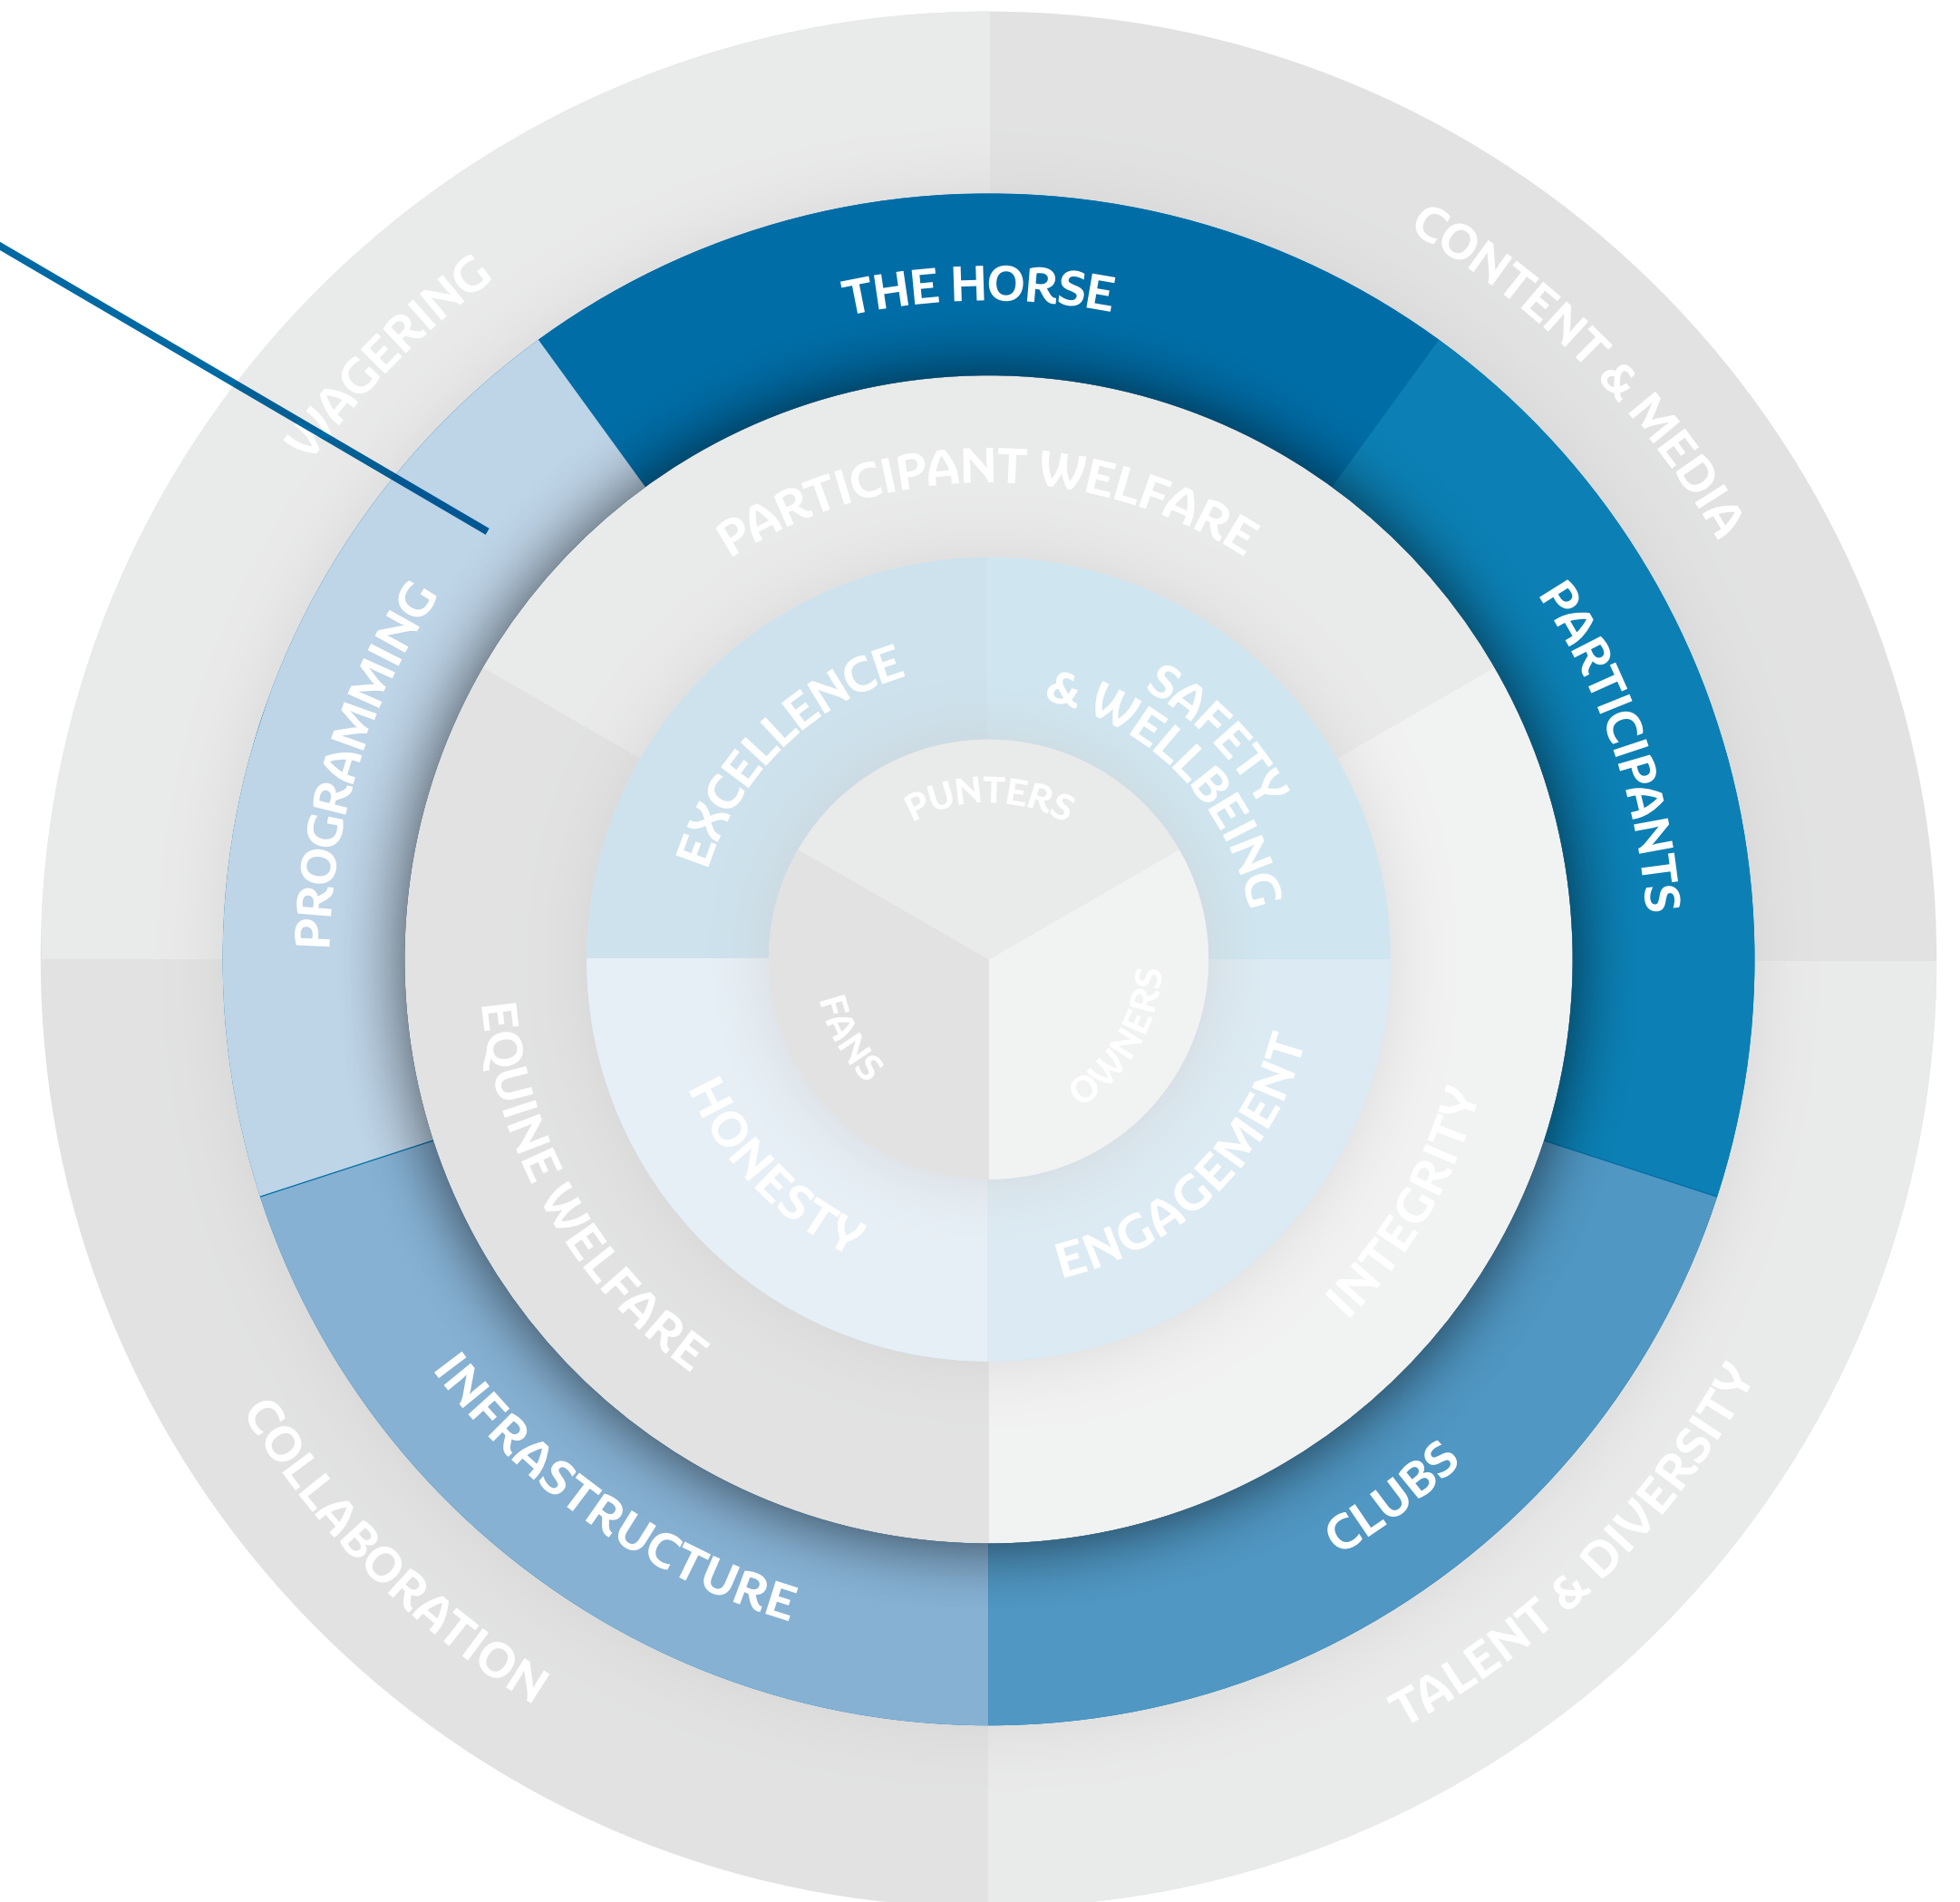 WAGERING
CONTENT & MEDIA
TALENT & DIVERSITY
COLLABORATION
THE HORSE
PARTICIPANTS
CLUBS
INFRASTRUCTURE
PROGRAMMING
PARTICIPANT WELFARE
INTEGRITY
EQUINE WELFARE
EXCELLENCE
SAFETY
& WELLBEING
ENGAGEMENT
HONESTY
PUNTERS
OWNERS
FANS